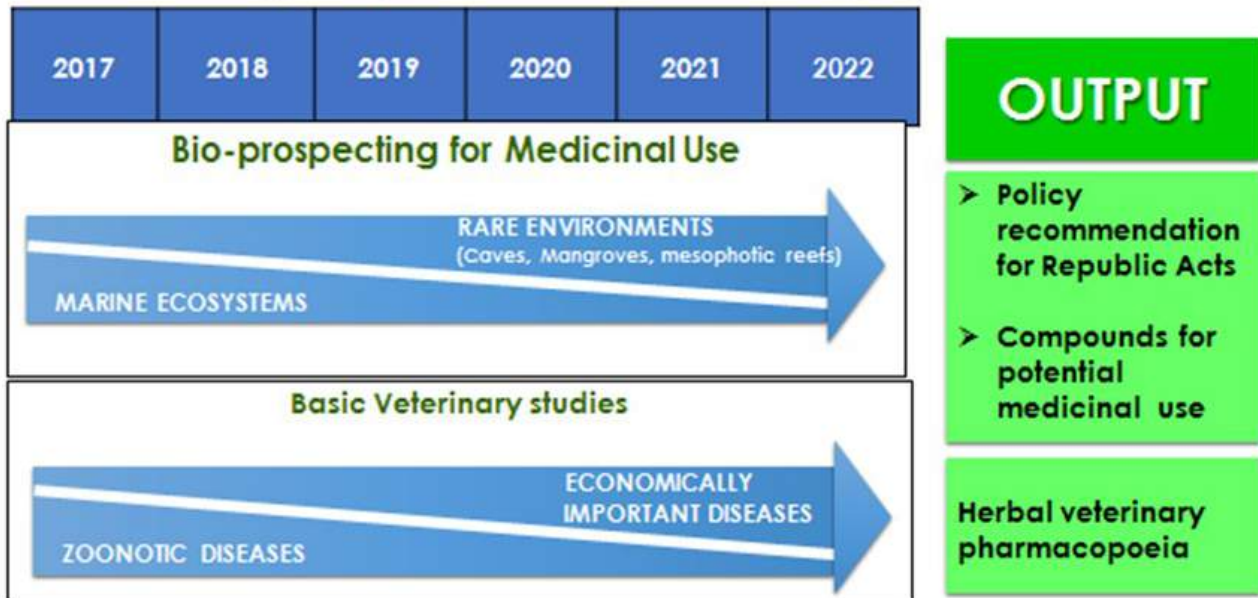 2017 2018 2019 2020 2021 2022
Bio-prospecting for Medicinal Use
RARE ENVIRONMENTS
(Caves, Mangroves, mesophotic reefs)
MARINE ECOSYSTEMS
Basic Veterinary studies
ECONOMICALLY
IMPORTANT DISEASES
ZOONOTIC DISEASES
OUTPUT
➢ Policy
recommendation
for Republic Acts
➢ Compounds for
potential
medicinal use
Herbal veterinary
pharmacopoeia